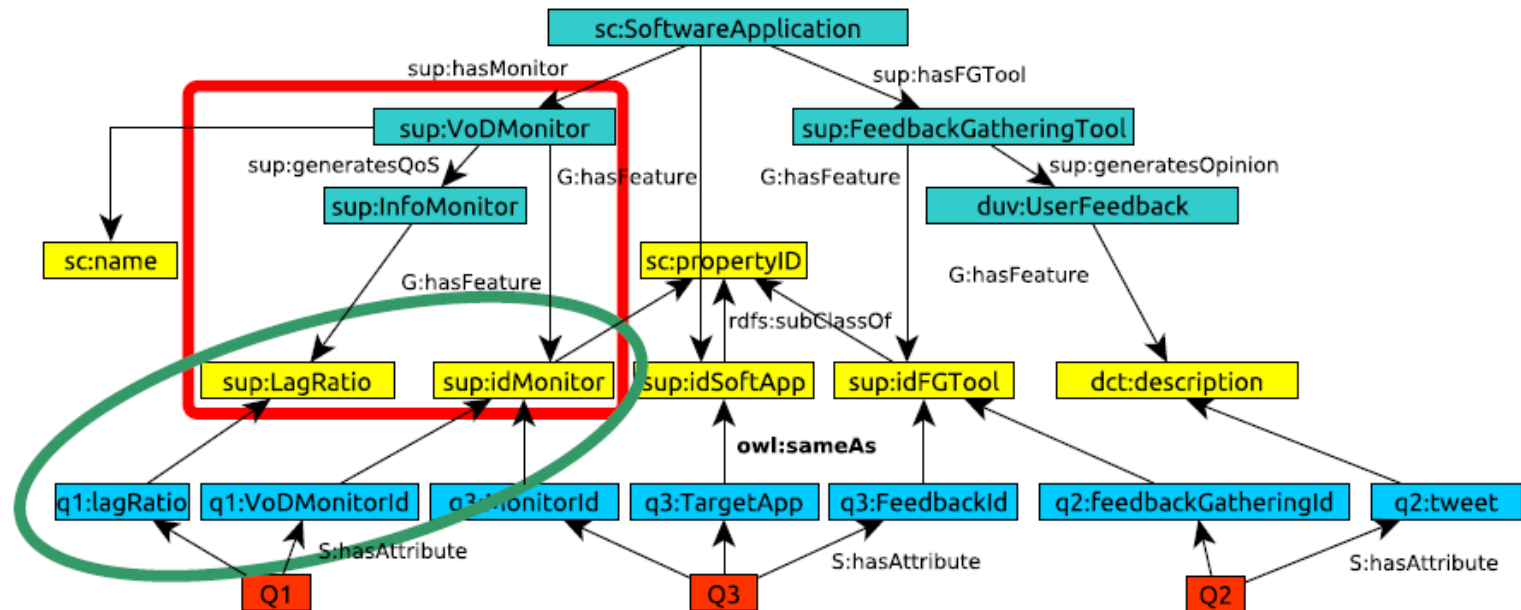 sc:SoftwareApplication
sup:hasMonitor
sup:hasFGTool
sup:VoDMonitor
sup:FeedbackGatheringTool
sup:generatesQoS
G:hasFeature
G:hasFeature
sup:generatesOpinion
sup:InfoMonitor
duv:UserFeedback
sc:name
sc:propertyID
G:hasFeature
G:hasFeature
rdfs:subClassOf
sup:LagRatio
sup:idMonitor
sup:idSoftApp
sup:idFGTool
dct:description
owl:sameAs
q1:lagRatio
q1:VoDMonitorId
q3:MonitorId
q3:TargetApp
q3:FeedbackId
q2:feedbackGatheringId
q2:tweet
S:hasAttribute
S:hasAttribute
S:hasAttribute
Q1
Q3
Q2